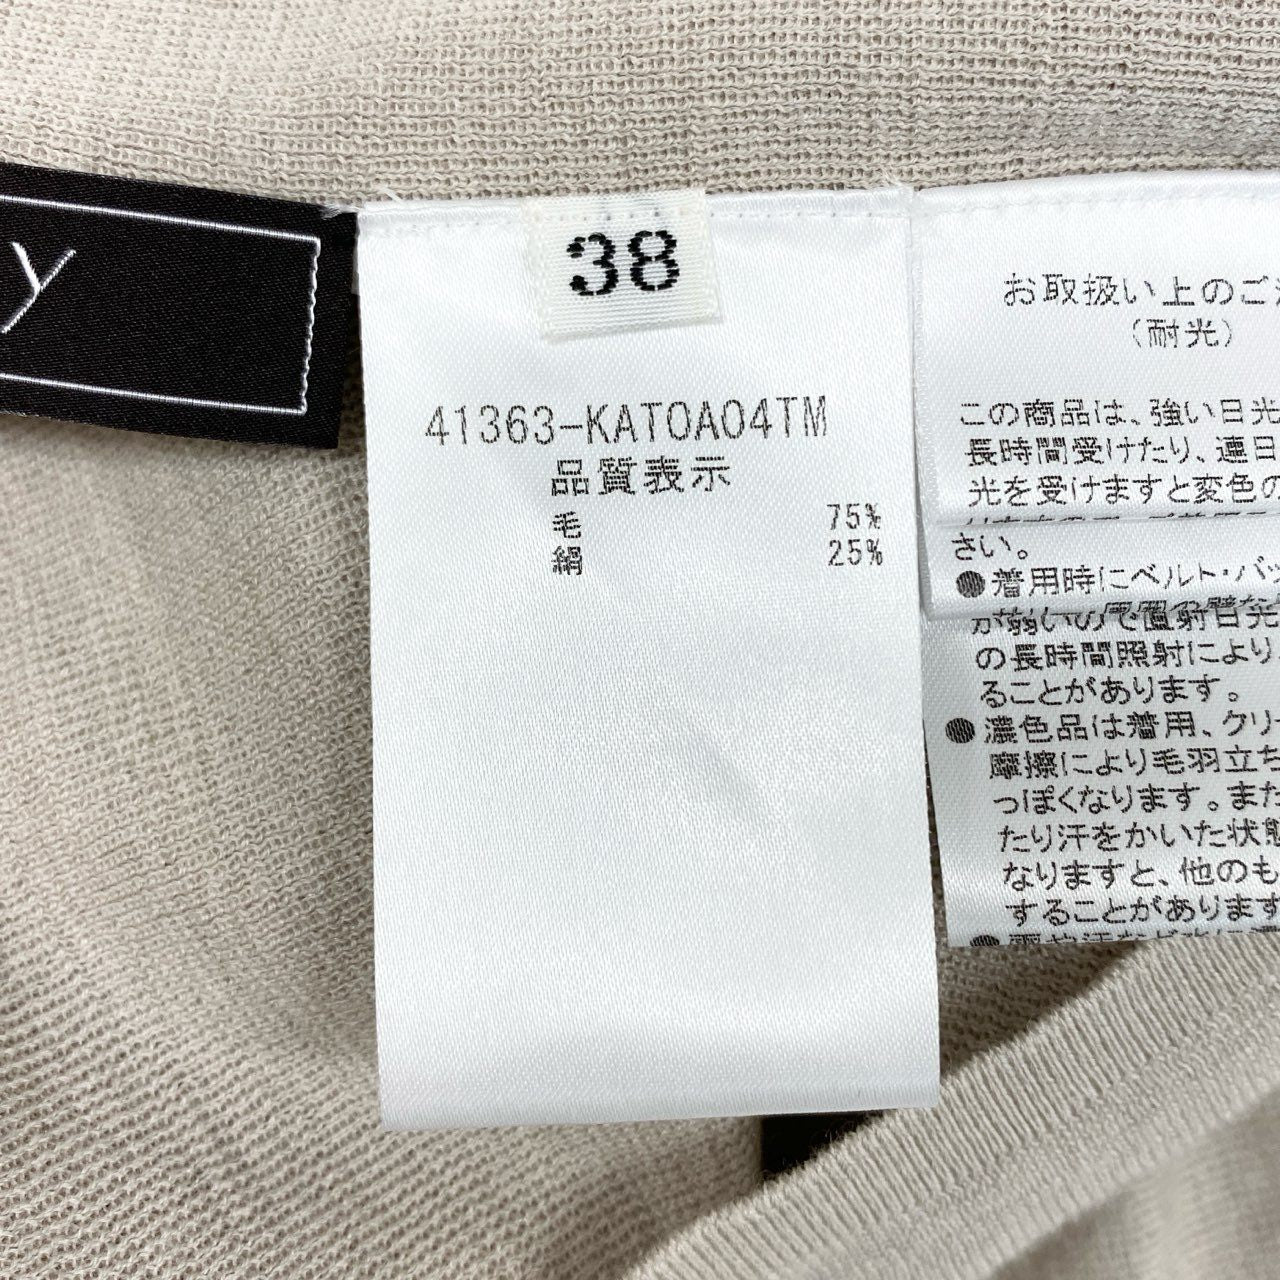 y
38
41363-KAT0A04TM
品質表示
毛 75%
絹 25%
お取扱い上のご
（耐光）
この商品は、強い日光
長時間受けたり、連日
光を受けますと変色の
さい。
●着用時にベルト・バッ
が弱いので直射日光
の長時間照射により
ることがあります。
●濃色品は着用、クリ
摩擦により毛羽立ち
っぽくなります。また
たり汗をかいた状態
なりますと、他のも
することがあります